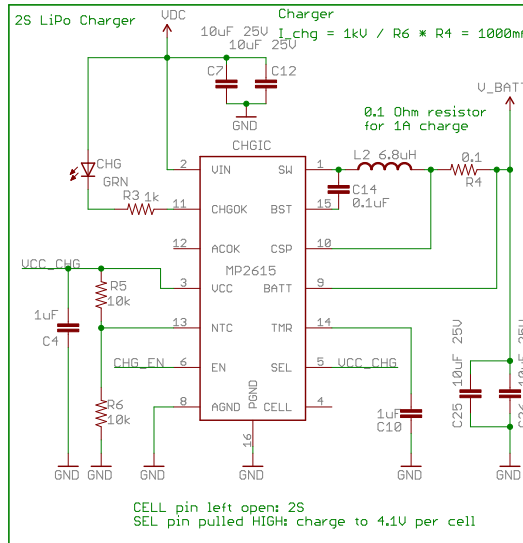 2S LiPo Charger
Charger
I_chg = 1kV / R6 * R4 = 1000m
VDC
10uF 25V
10uF 25V
V_BATT
C7
C12
GND
0.1 Ohm resistor
for 1A charge
CHGIC
L2 6.8uH
0.1
R4
CHG
GRN
2 VIN
SW 1
C14
0.1uF
R3 1k
11 CHGOK
BST 15
12 ACOK
CSP 10
MP2615
VCC_CHG
R5
10k
3 VCC
BATT 9
1uF
C4
13 NTC
TMR 14
CHG_EN
6 EN
SEL 5
VCC_CHG
10uF 25V
10uF 25V
C25
C26
R6
10k
8 AGND
PGND
CELL 4
1uF
C10
16
GND
GND
GND
GND
GND
GND
CELL pin left open: 2S
SEL pin pulled HIGH: charge to 4.1V per cell